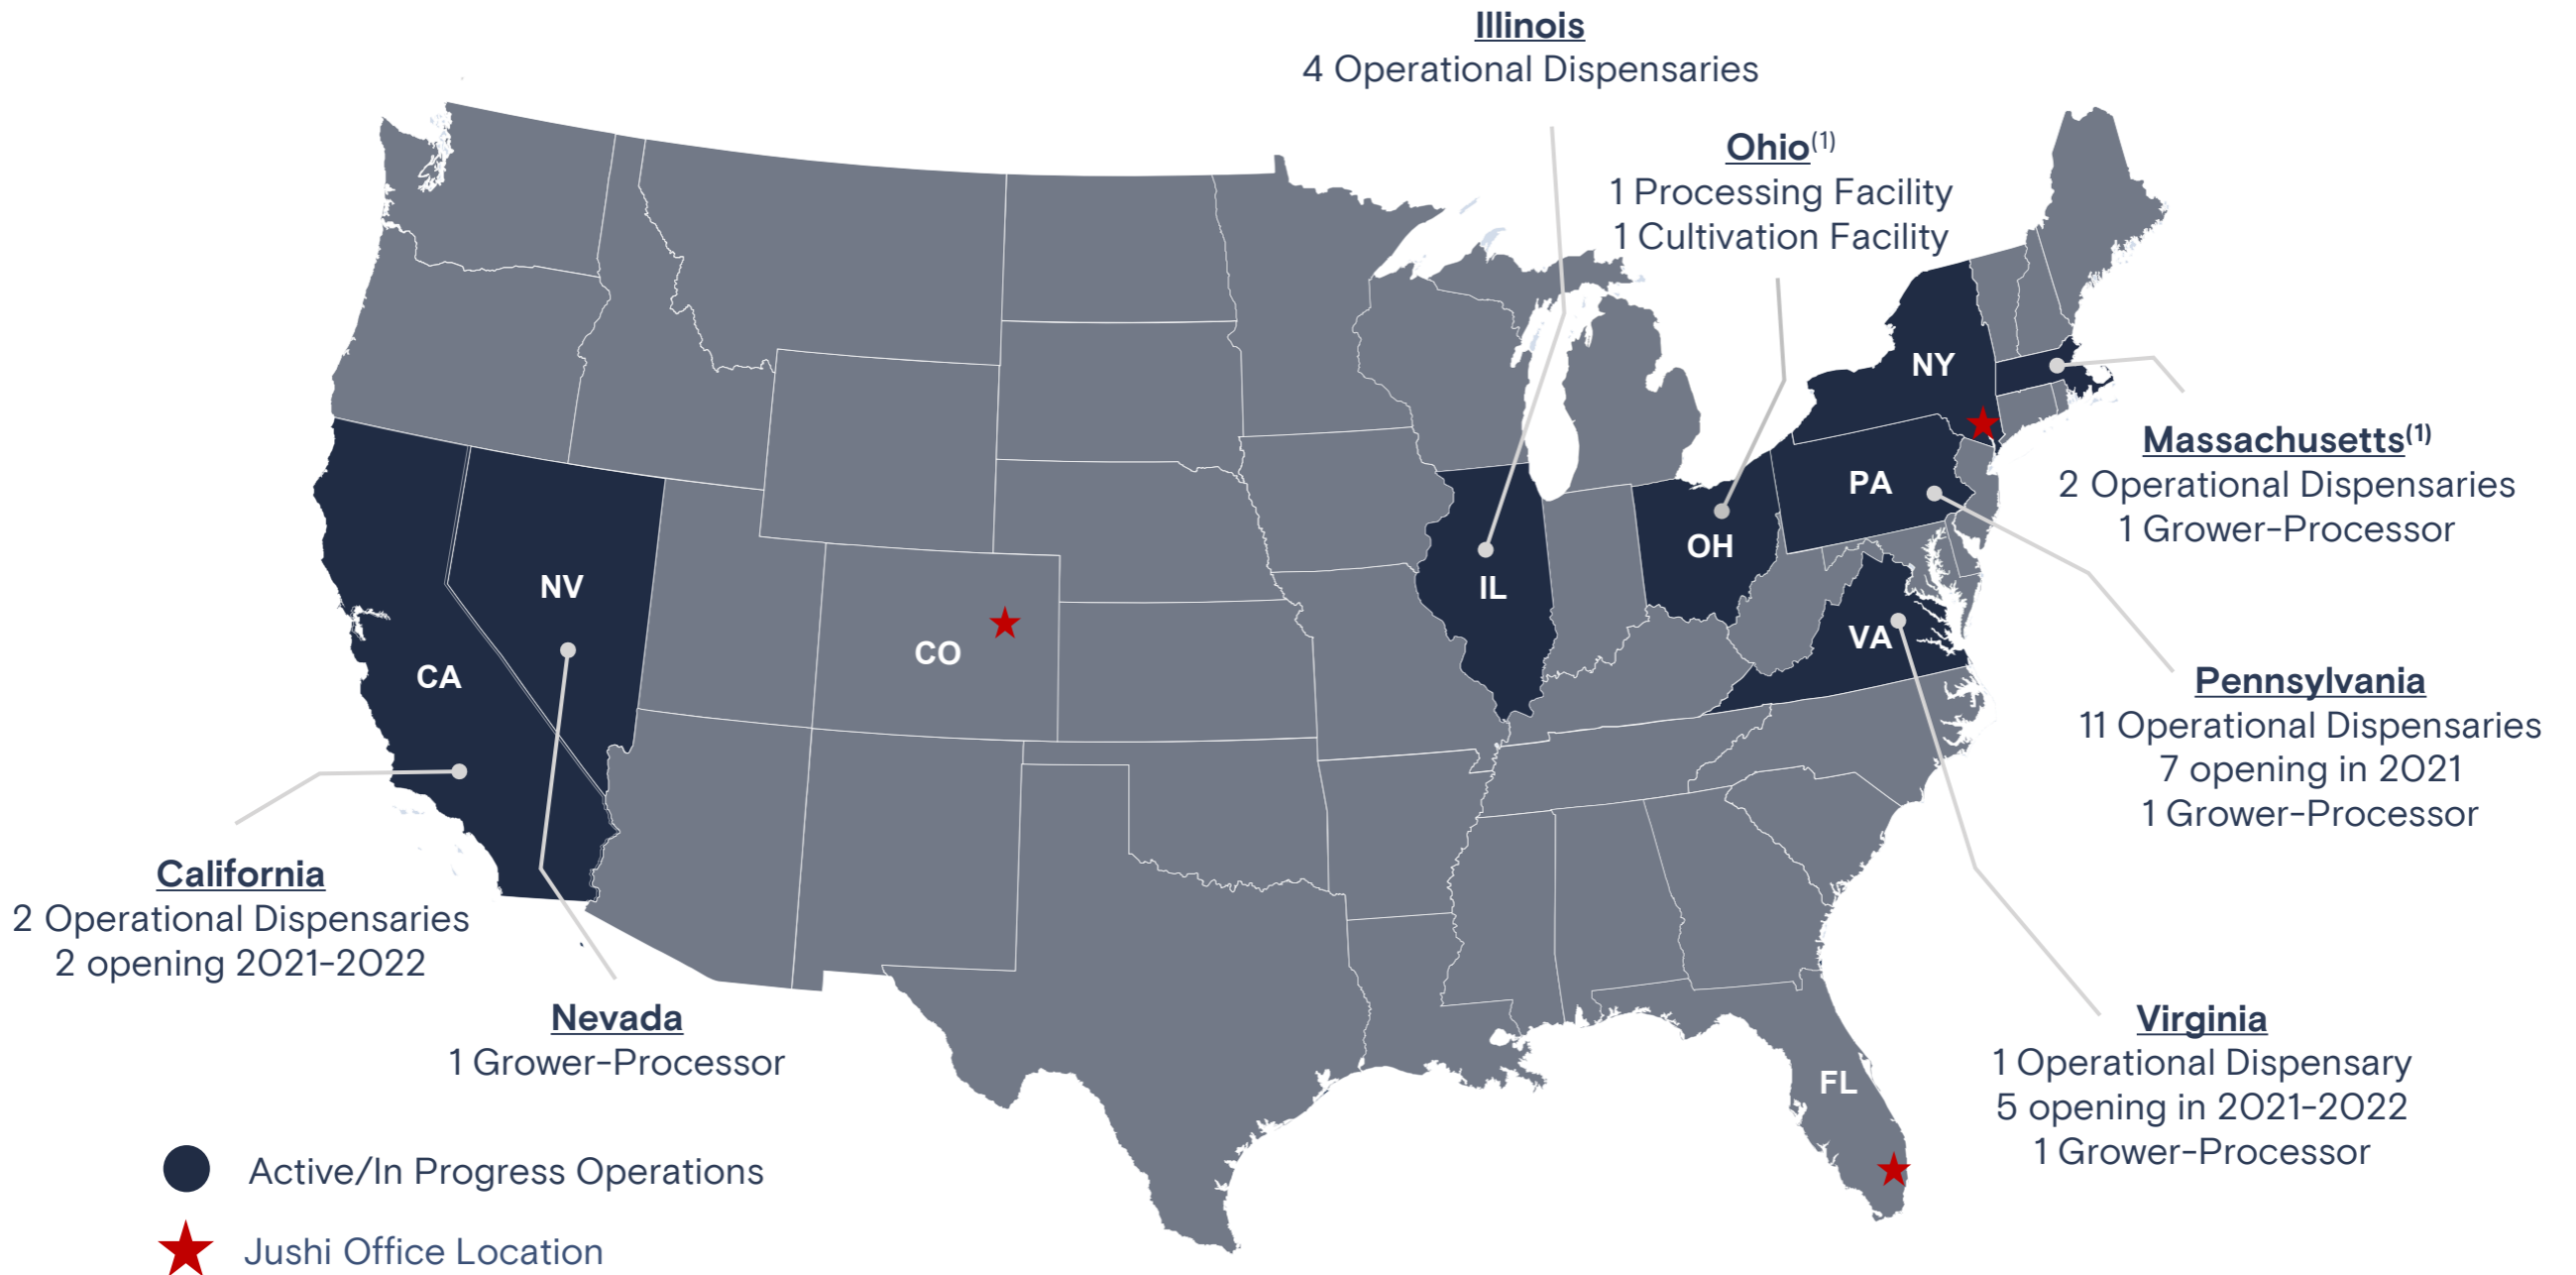 Illinois
4 Operational Dispensaries
Ohio(1)
1 Processing Facility
1 Cultivation Facility
NY
Massachusetts(1)
2 Operational Dispensaries
1 Grower-Processor
PA
OH
IL
NV
VA
CO
CA
Pennsylvania
11 Operational Dispensaries
7 opening in 2021
1 Grower-Processor
California
2 Operational Dispensaries
2 opening 2021-2022
Nevada
1 Grower-Processor
Virginia
1 Operational Dispensary
5 opening in 2021-2022
1 Grower-Processor
FL
Active/In Progress Operations
Jushi Office Location